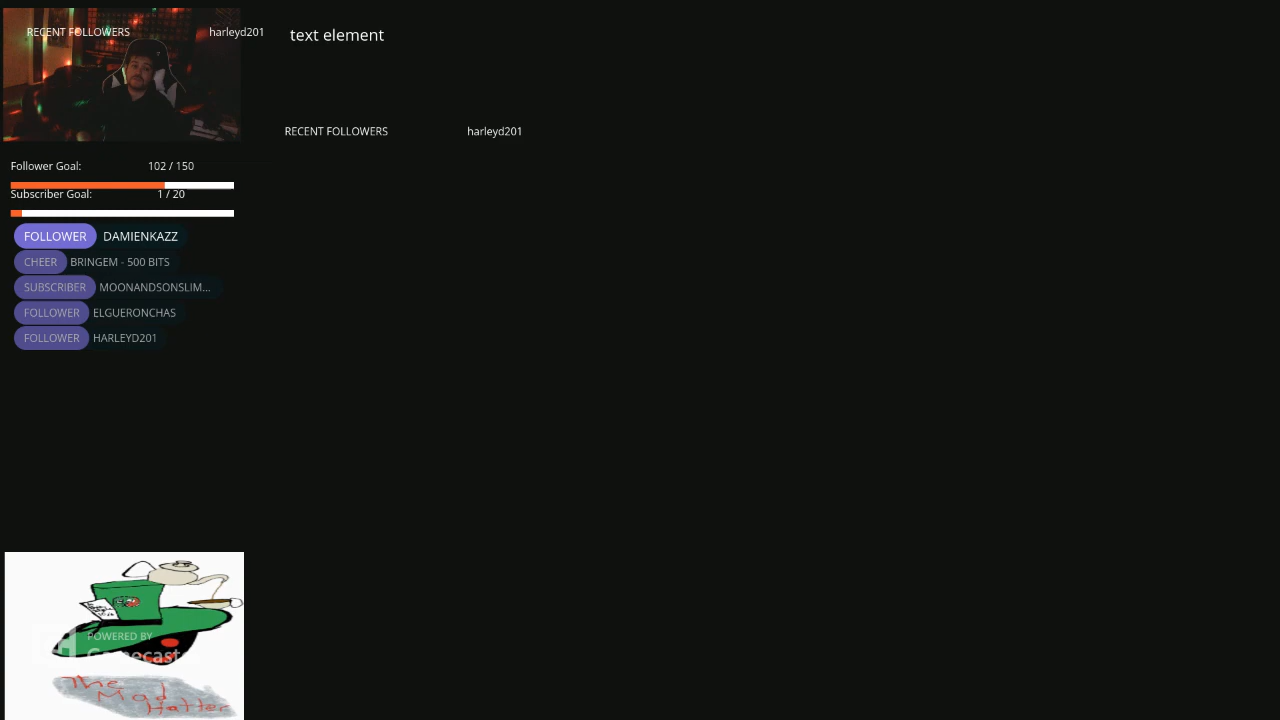 RECENT FOLLOWERS harleyd201
text element
RECENT FOLLOWERS harleyd201
Follower Goal: 102 / 150
Subscriber Goal: 1 / 20
FOLLOWER DAMIENKAZZ
CHEER BRINGEM - 500 BITS
SUBSCRIBER MOONANDSONSLIM...
FOLLOWER ELGUERONCHAS
FOLLOWER HARLEYD201
POWERED BY
Gamecaster
The
Mad
Hatter